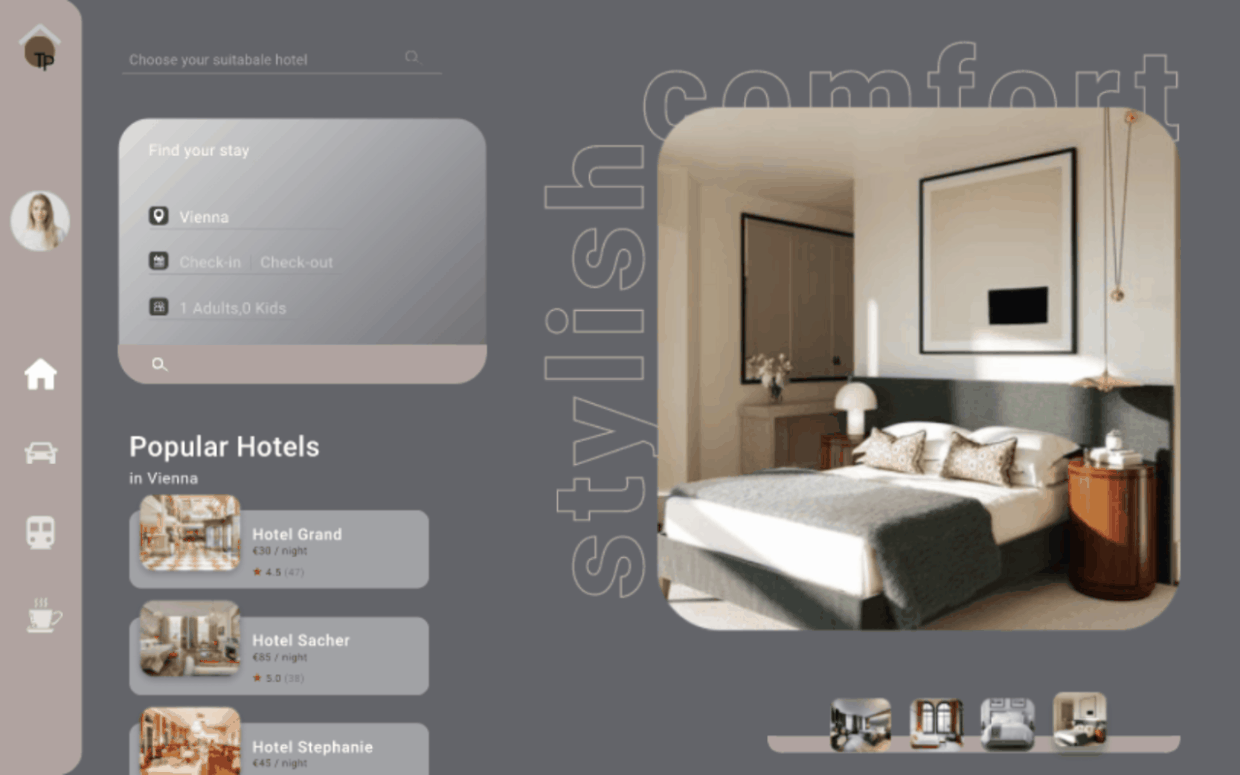 TP
Choose your suitabale hotel
comfort
stylish
Find your stay
Vienna
Check-in | Check-out
1 Adults,0 Kids
Popular Hotels
in Vienna
Hotel Grand
€30 / night
★ 4.5 (47)
Hotel Sacher
€85 / night
★ 5.0 (38)
Hotel Stephanie
€45 / night